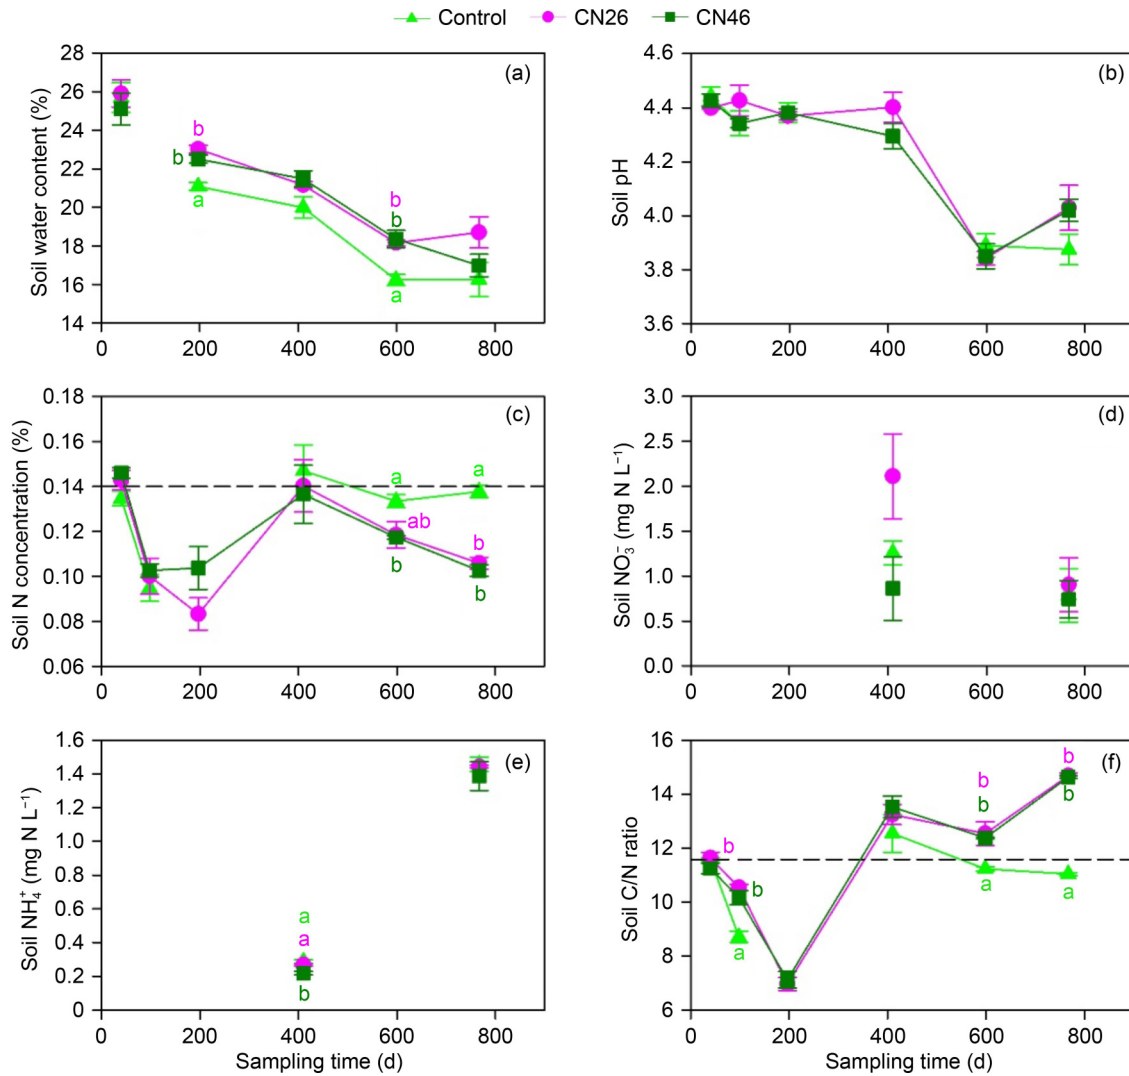 Control CN26 CN46
(a)
Soil water content (%)
28
26
24
22
20
18
16
14
b
b
a
b
b
a
0 200 400 600 800
(b)
Soil pH
4.6
4.4
4.2
4.0
3.8
3.6
0 200 400 600 800
(c)
Soil N concentration (%)
0.18
0.16
0.14
0.12
0.10
0.08
0.06
a
a
ab
b
b
b
0 200 400 600 800
(d)
Soil NO₃⁻ (mg N L⁻¹)
3.0
2.5
2.0
1.5
1.0
0.5
0.0
0 200 400 600 800
(e)
Soil NH₄⁺ (mg N L⁻¹)
1.6
1.4
1.2
1.0
0.8
0.6
0.4
0.2
0
a
a
b
0 200 400 600 800
Sampling time (d)
(f)
Soil C/N ratio
16
14
12
10
8
6
b
b
a
b
b
a
b
b
a
0 200 400 600 800
Sampling time (d)